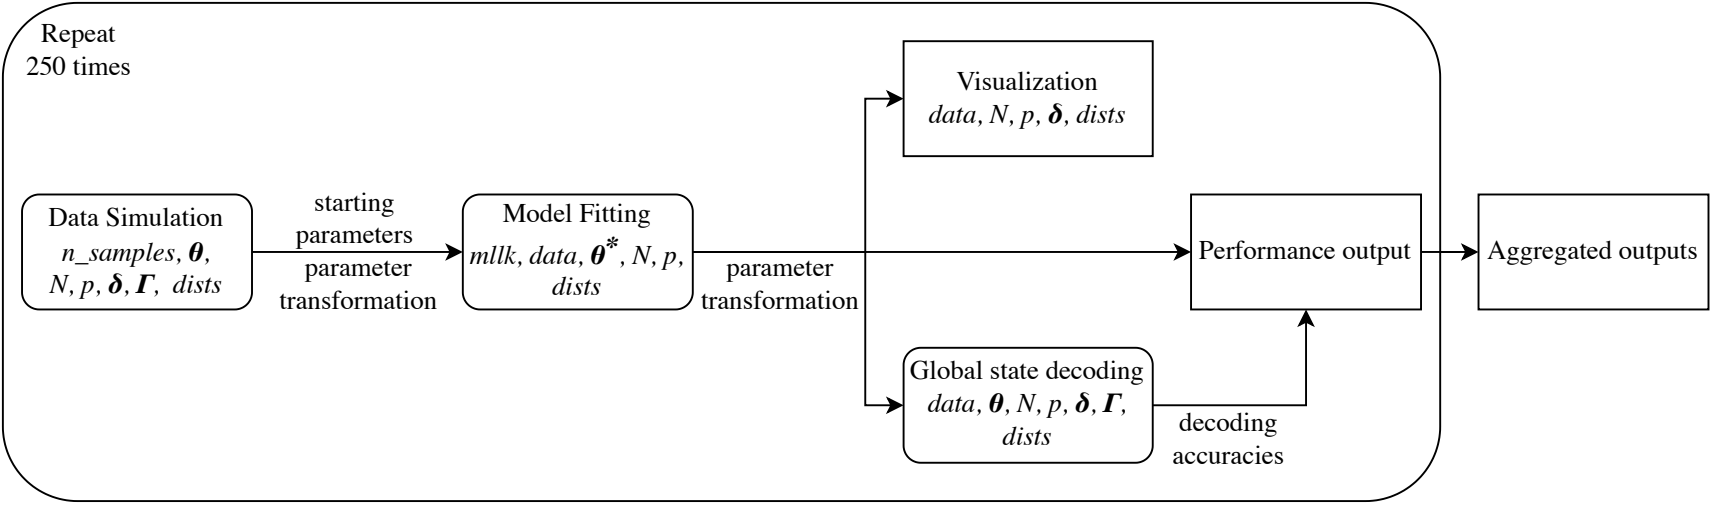 Repeat
250 times
Data Simulation
n_samples, θ,
N, p, δ, Γ, dists
starting
parameters
parameter
transformation
Model Fitting
mllk, data, θ*, N, p,
dists
parameter
transformation
Visualization
data, N, p, δ, dists
Global state decoding
data, θ, N, p, δ, Γ,
dists
decoding
accuracies
Performance output
Aggregated outputs